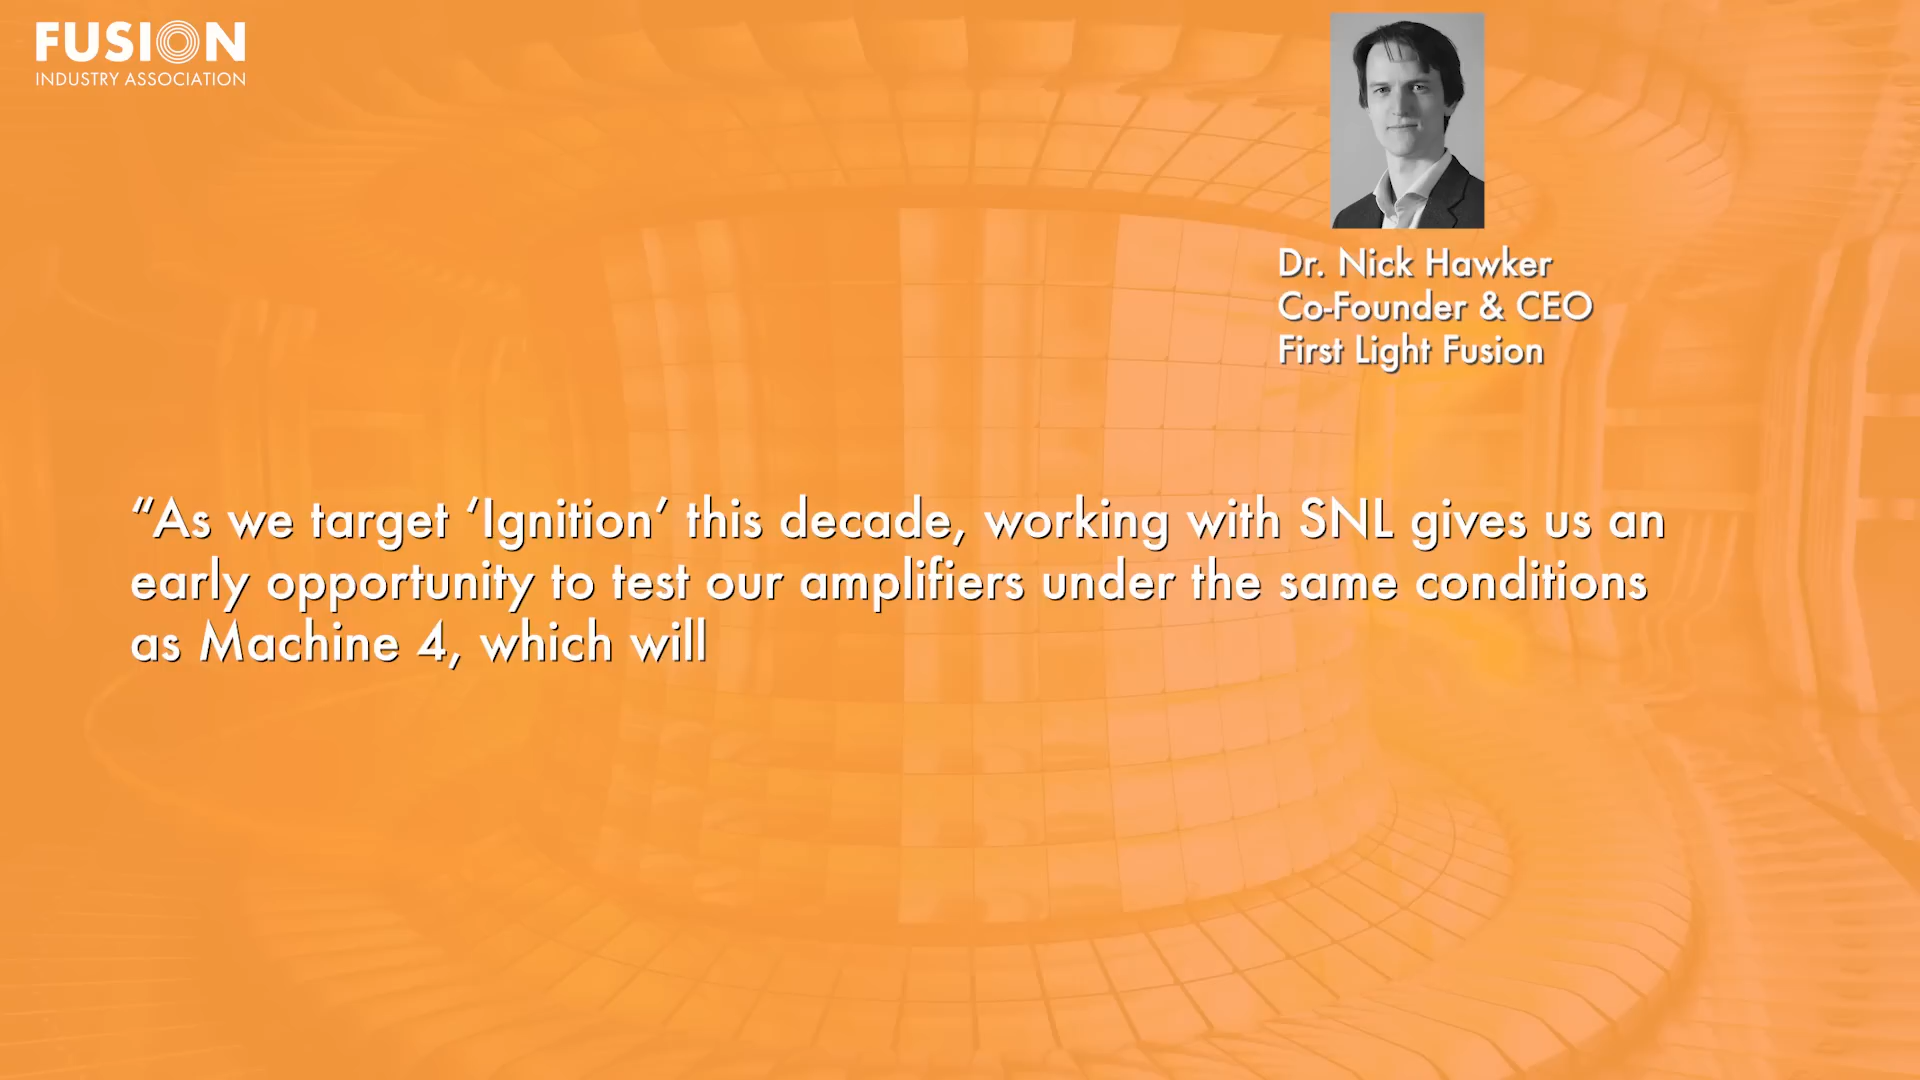 FUSION
INDUSTRY ASSOCIATION
Dr. Nick Hawker
Co-Founder & CEO
First Light Fusion
“As we target ‘Ignition’ this decade, working with SNL gives us an
early opportunity to test our amplifiers under the same conditions
as Machine 4, which will